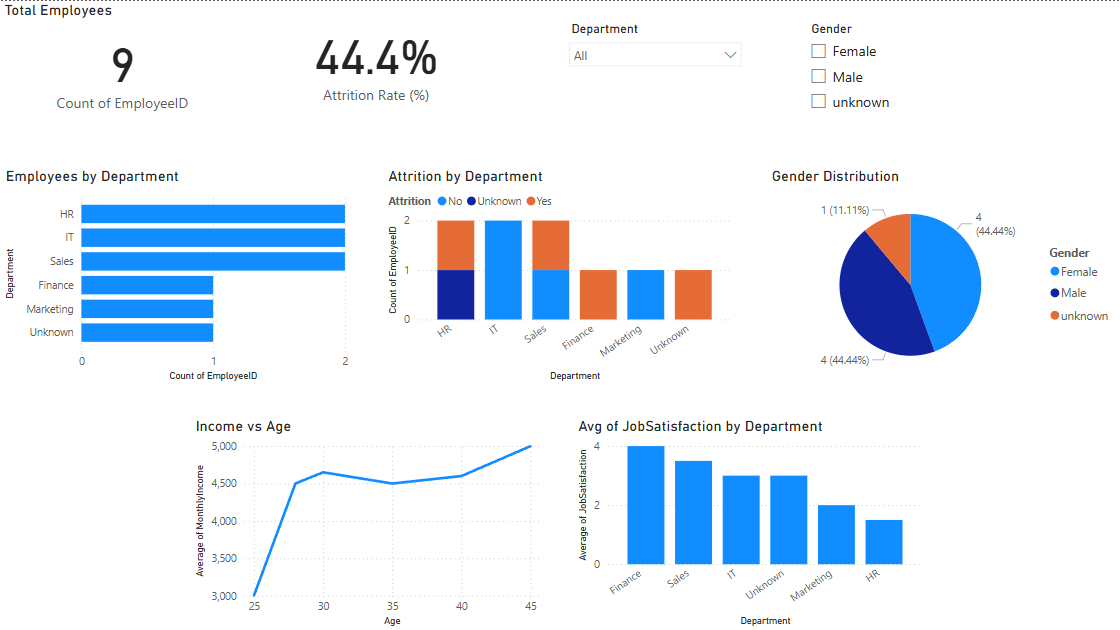 Total Employees
9
Count of EmployeeID
44.4%
Attrition Rate (%)
Department
All
Gender
Female
Male
unknown
Employees by Department
Department
HR
IT
Sales
Finance
Marketing
Unknown
0 1 2
Count of EmployeeID
Attrition by Department
Attrition No Unknown Yes
Count of EmployeeID
2
1
0
HR IT Sales Finance Marketing Unknown
Department
Gender Distribution
1 (11.11%)
4
(44.44%)
4 (44.44%)
Gender
Female
Male
unknown
Income vs Age
Average of MonthlyIncome
5,000
4,500
4,000
3,500
3,000
25 30 35 40 45
Age
Avg of JobSatisfaction by Department
Average of JobSatisfaction
4
2
0
Finance Sales IT Unknown Marketing HR
Department